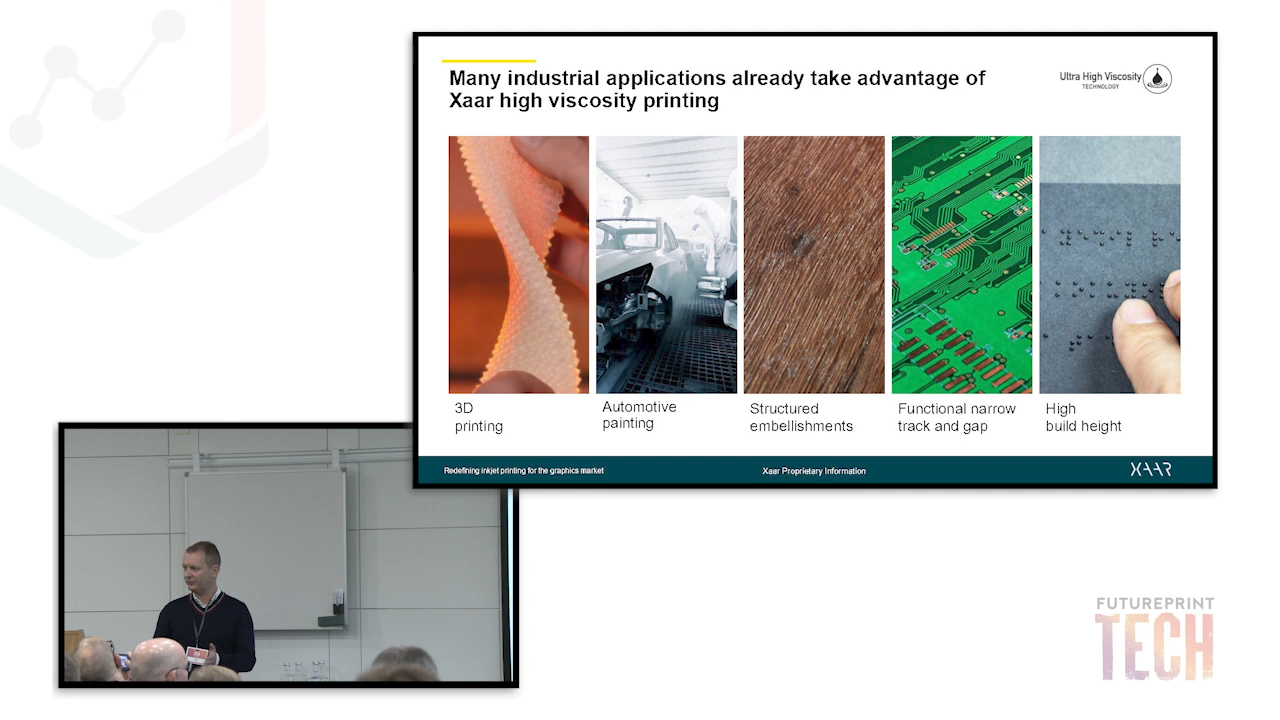 Many industrial applications already take advantage of
Xaar high viscosity printing
Ultra High Viscosity
TECHNOLOGY
3D
printing
Automotive
painting
Structured
embellishments
Functional narrow
track and gap
High
build height
Redefining inkjet printing for the graphics market
Xaar Proprietary Information
XAAR
FUTUREPRINT
TECH